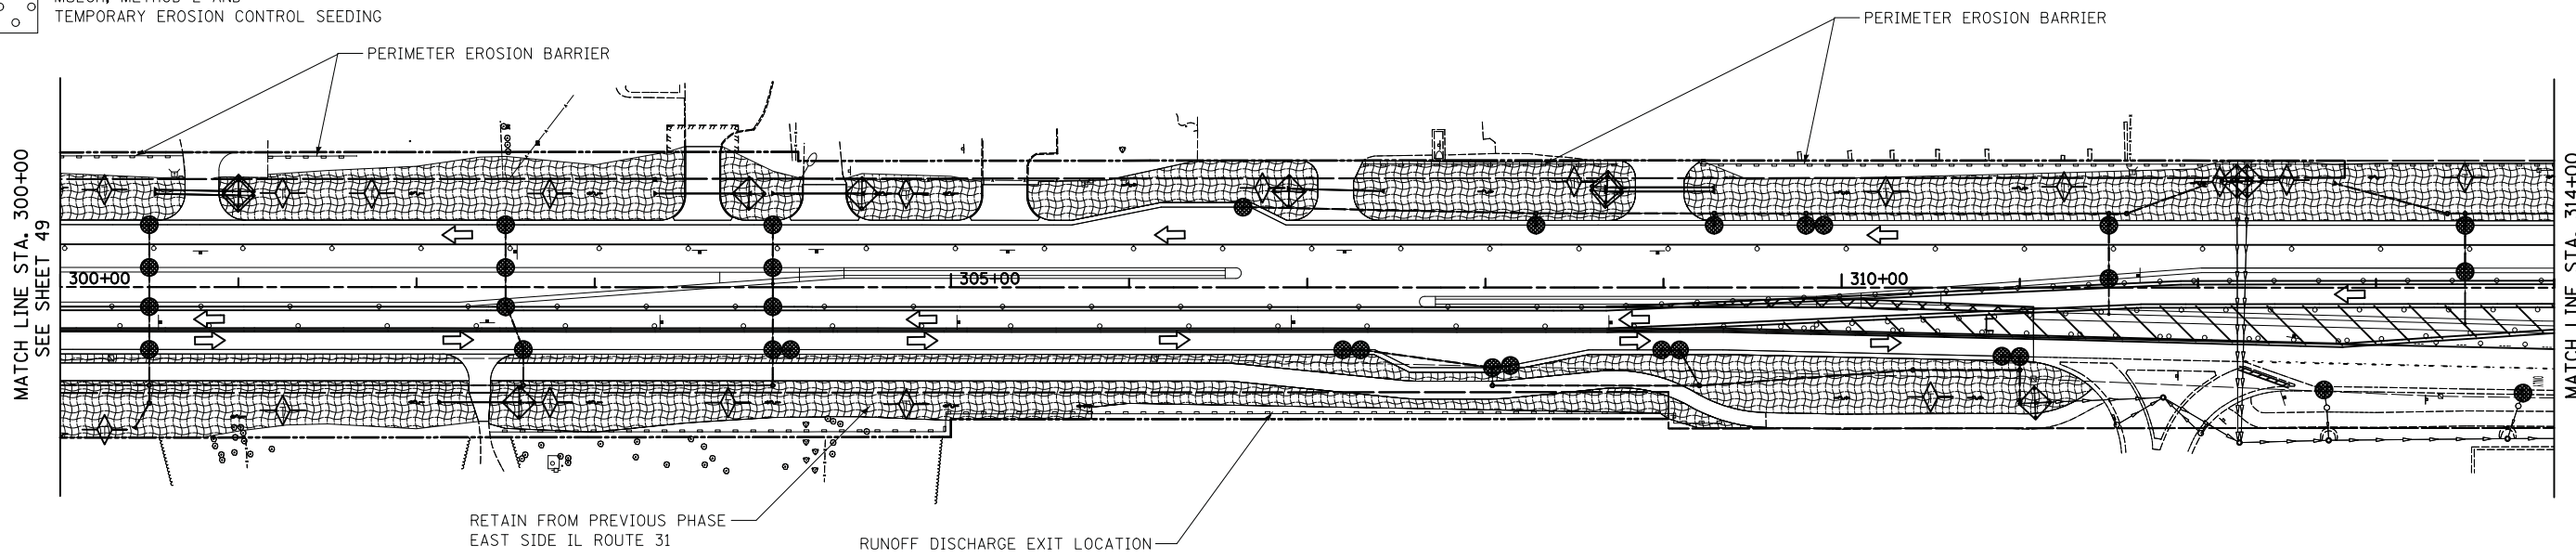 TEMPORARY EROSION CONTROL SEEDING
PERIMETER EROSION BARRIER
PERIMETER EROSION BARRIER
MATCH LINE STA. 300+00
SEE SHEET 49
300+00
305+00
310+00
MATCH LINE STA. 314+00
RETAIN FROM PREVIOUS PHASE
EAST SIDE IL ROUTE 31
RUNOFF DISCHARGE EXIT LOCATION